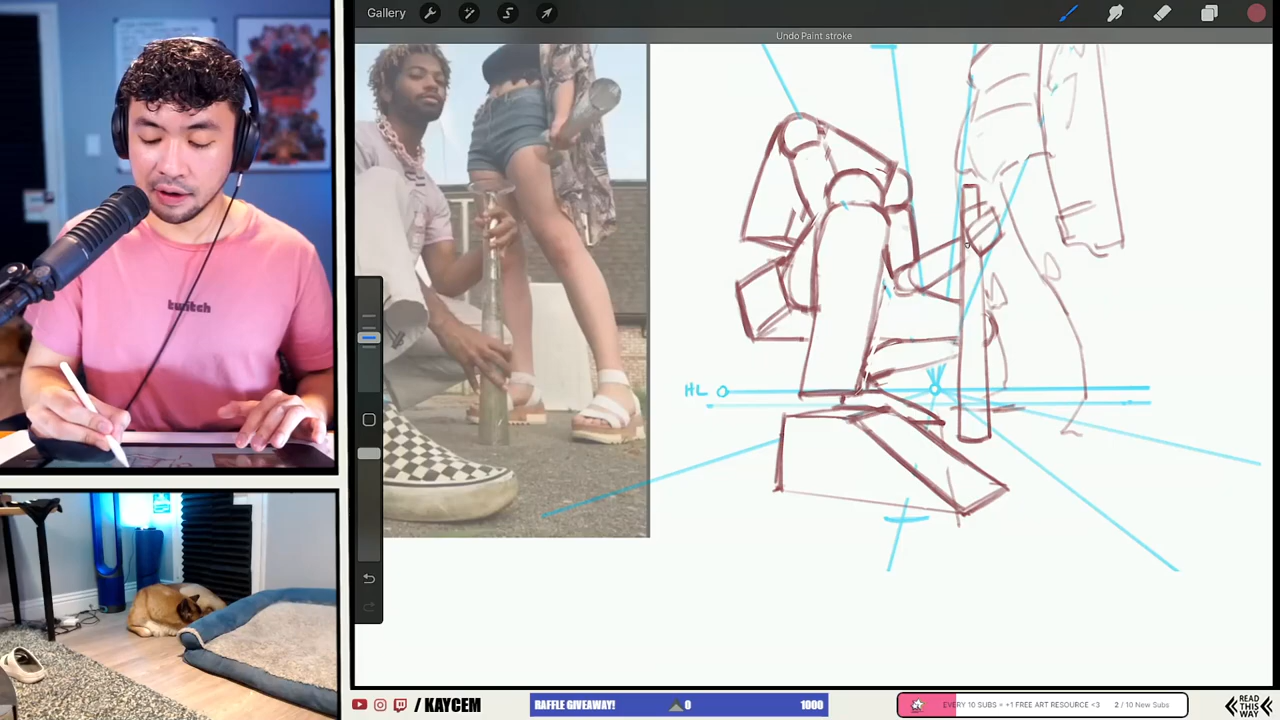 Gallery
Undo Paint stroke
twitch
HL
/ KAYCEM
RAFFLE GIVEAWAY!
0
1000
EVERY 10 SUBS = +1 FREE ART RESOURCE <3
2 / 10 New Subs
READ
THIS
WAY